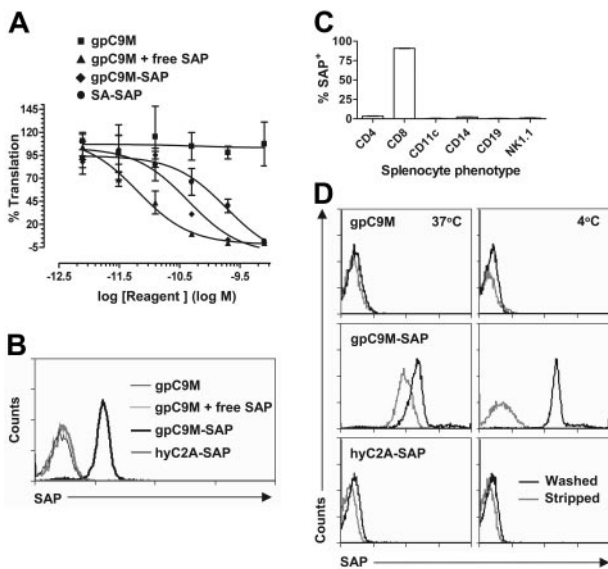 A
gpC9M
gpC9M + free SAP
gpC9M-SAP
SA-SAP
% Translation
145
120
95
70
45
20
-5
-12.5 -11.5 -10.5 -9.5
log [Reagent ] (log M)
B
Counts
gpC9M
gpC9M + free SAP
gpC9M-SAP
hyC2A-SAP
SAP
C
% SAP+
100
75
50
25
0
CD4 CD8 CD11c CD14 CD19 NK1.1
Splenocyte phenotype
D
gpC9M 37°C 4°C
gpC9M-SAP
hyC2A-SAP
Washed
Stripped
Counts
SAP